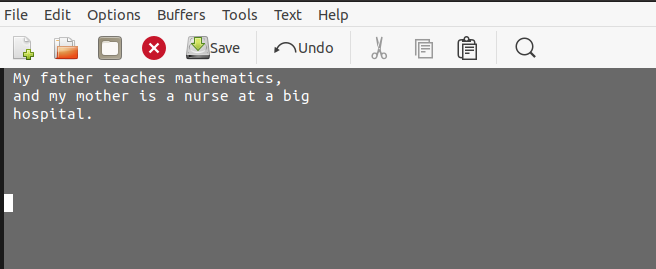 File Edit Options Buffers Tools Text Help
Save Undo
My father teaches mathematics,
and my mother is a nurse at a big
hospital.